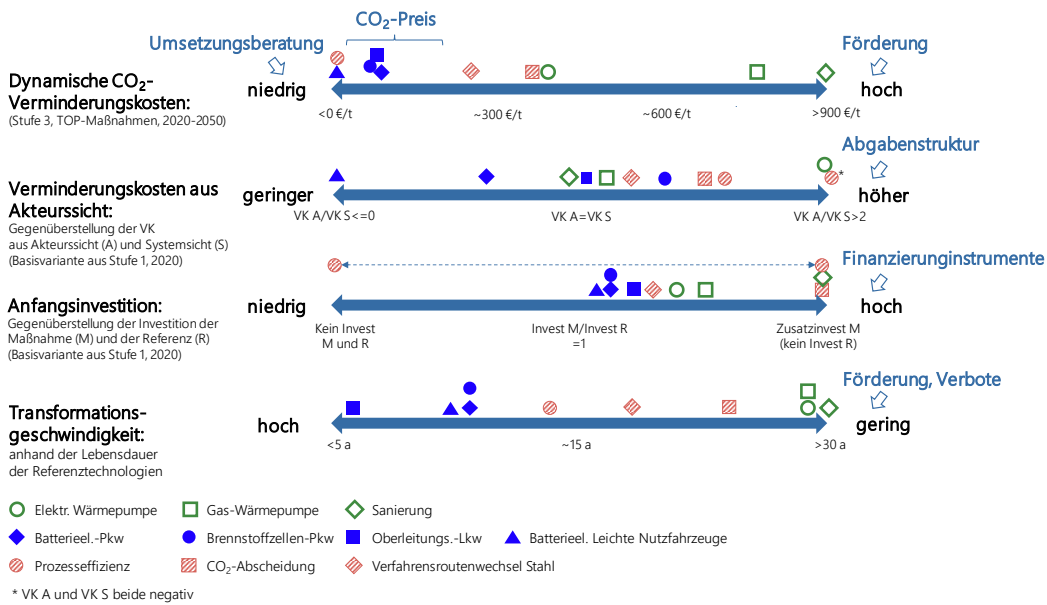 CO₂-Preis
Umsetzungsberatung
Förderung
Dynamische CO₂-
Verminderungskosten:
(Stufe 3, TOP-Maßnahmen, 2020-2050)
niedrig
hoch
<0 €/t
~300 €/t
~600 €/t
>900 €/t
Abgabenstruktur
Verminderungskosten aus
Akteurssicht:
Gegenüberstellung der VK
aus Akteurssicht (A) und Systemsicht (S)
(Basisvariante aus Stufe 1, 2020)
geringer
*
höher
VK A/VK S<=0
VK A=VK S
VK A/VK S>2
Finanzierunginstrumente
Anfangsinvestition:
Gegenüberstellung der Investition der
Maßnahme (M) und der Referenz (R)
(Basisvariante aus Stufe 1, 2020)
niedrig
hoch
Kein Invest
M und R
Invest M/Invest R
=1
Zusatzinvest M
(kein Invest R)
Förderung, Verbote
Transformations-
geschwindigkeit:
anhand der Lebensdauer
der Referenztechnologien
hoch
gering
<5 a
~15 a
>30 a
Elektr. Wärmepumpe
Gas-Wärmepumpe
Sanierung
Batterieel.-Pkw
Brennstoffzellen-Pkw
Oberleitungs.-Lkw
Batterieel. Leichte Nutzfahrzeuge
Prozesseffizienz
CO₂-Abscheidung
Verfahrensroutenwechsel Stahl
* VK A und VK S beide negativ